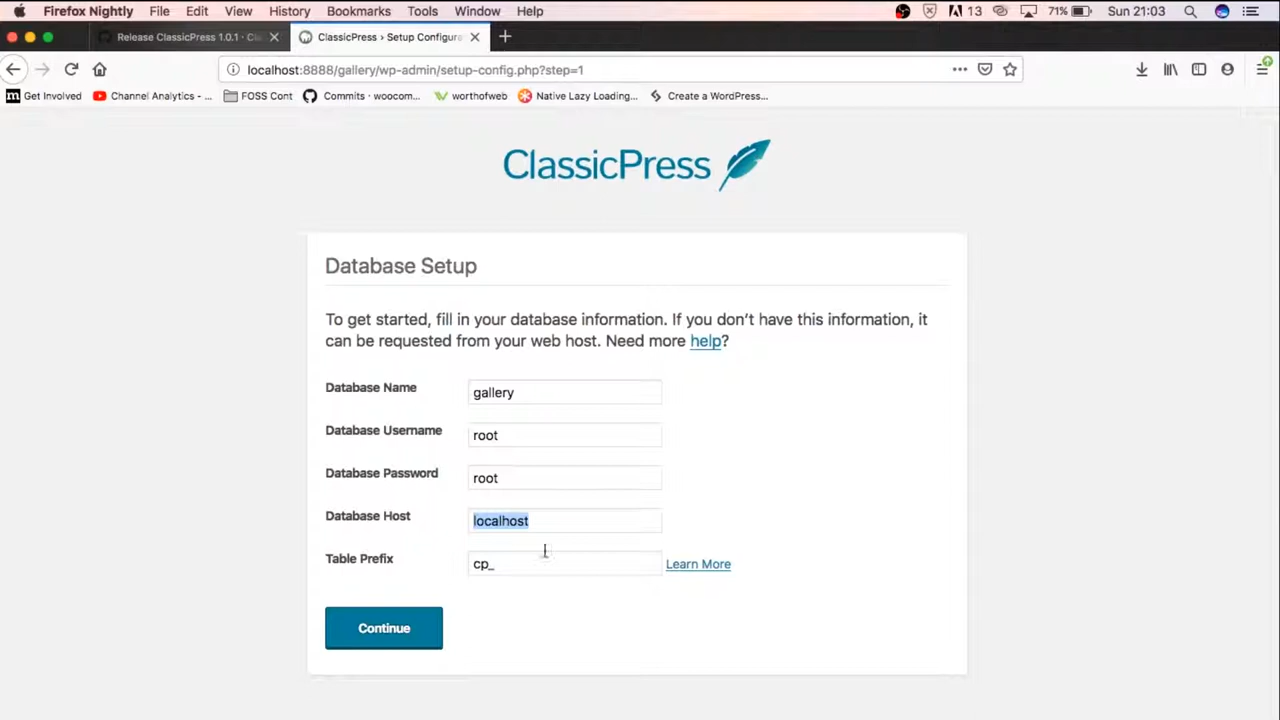 Firefox Nightly File Edit View History Bookmarks Tools Window Help 13 71% Sun 21:03
Release ClassicPress 1.0.1 · Cl ClassicPress › Setup Configura
localhost:8888/gallery/wp-admin/setup-config.php?step=1
Get Involved Channel Analytics - ... FOSS Cont Commits · woocom... worthofweb Native Lazy Loading... Create a WordPress...
ClassicPress
Database Setup
To get started, fill in your database information. If you don’t have this information, it
can be requested from your web host. Need more help?
Database Name gallery
Database Username root
Database Password root
Database Host localhost
Table Prefix cp_ Learn More
Continue